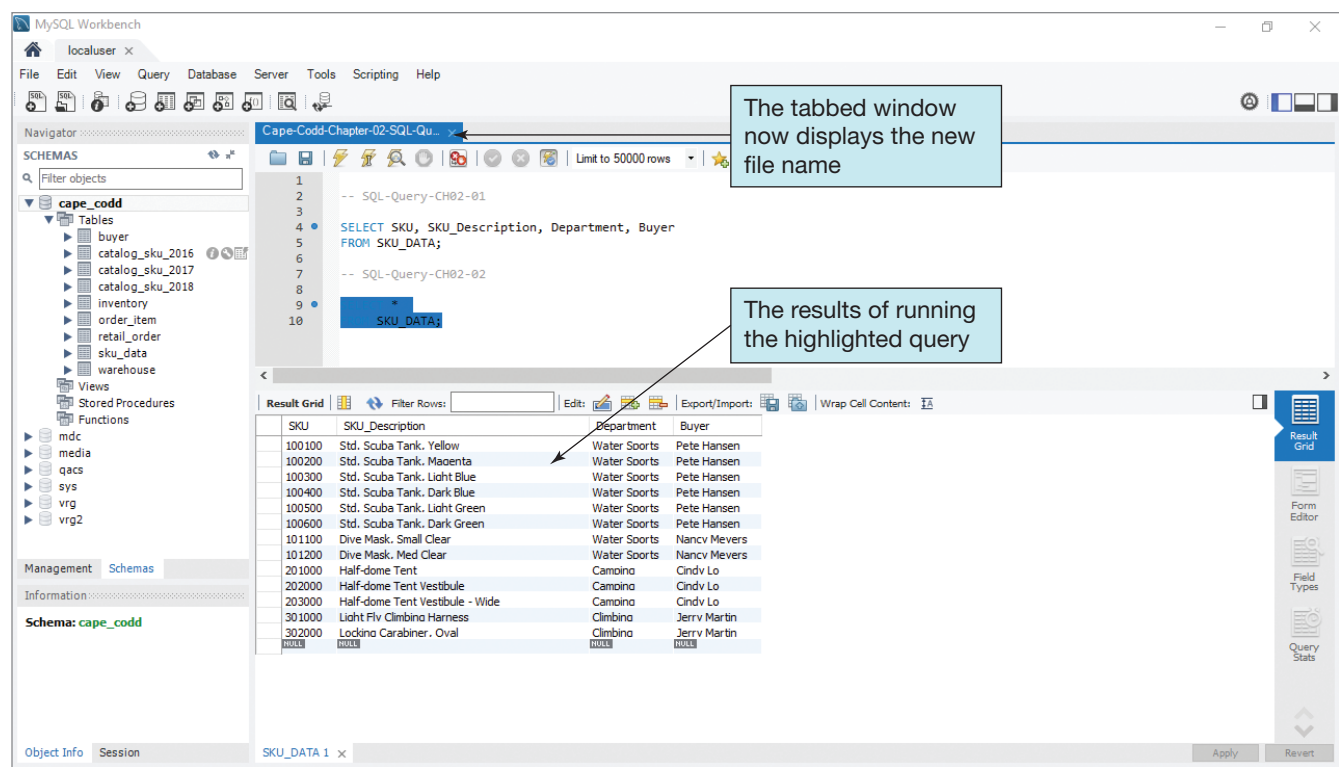 MySQL Workbench
localuser ×
File Edit View Query Database Server Tools Scripting Help
Navigator
SCHEMAS
Filter objects
cape_codd
Tables
buyer
catalog_sku_2016
catalog_sku_2017
catalog_sku_2018
inventory
order_item
retail_order
sku_data
warehouse
Views
Stored Procedures
Functions
mdc
media
qacs
sys
vrg
vrg2
Management Schemas
Information
Schema: cape_codd
Object Info Session
Cape-Codd-Chapter-02-SQL-Qu... ×
Limit to 50000 rows
1
2 -- SQL-Query-CH02-01
3
4 SELECT SKU, SKU_Description, Department, Buyer
5 FROM SKU_DATA;
6
7 -- SQL-Query-CH02-02
8
9 *
10 SKU_DATA;
The tabbed window
now displays the new
file name
The results of running
the highlighted query
Result Grid Filter Rows: Edit: Export/Import: Wrap Cell Content: IA
SKU SKU_Description Department Buyer
100100 Std. Scuba Tank, Yellow Water Sports Pete Hansen
100200 Std. Scuba Tank, Magenta Water Sports Pete Hansen
100300 Std. Scuba Tank, Light Blue Water Sports Pete Hansen
100400 Std. Scuba Tank, Dark Blue Water Sports Pete Hansen
100500 Std. Scuba Tank, Light Green Water Sports Pete Hansen
100600 Std. Scuba Tank, Dark Green Water Sports Pete Hansen
101100 Dive Mask, Small Clear Water Sports Nancy Meyers
101200 Dive Mask, Med Clear Water Sports Nancy Meyers
201000 Half-dome Tent Camping Cindy Lo
202000 Half-dome Tent Vestibule Camping Cindy Lo
203000 Half-dome Tent Vestibule - Wide Camping Cindy Lo
301000 Light Fly Climbing Harness Climbing Jerry Martin
302000 Locking Carabiner, Oval Climbing Jerry Martin
NULL NULL NULL NULL
Result
Grid
Form
Editor
Field
Types
Query
Stats
SKU_DATA 1 ×
Apply Revert